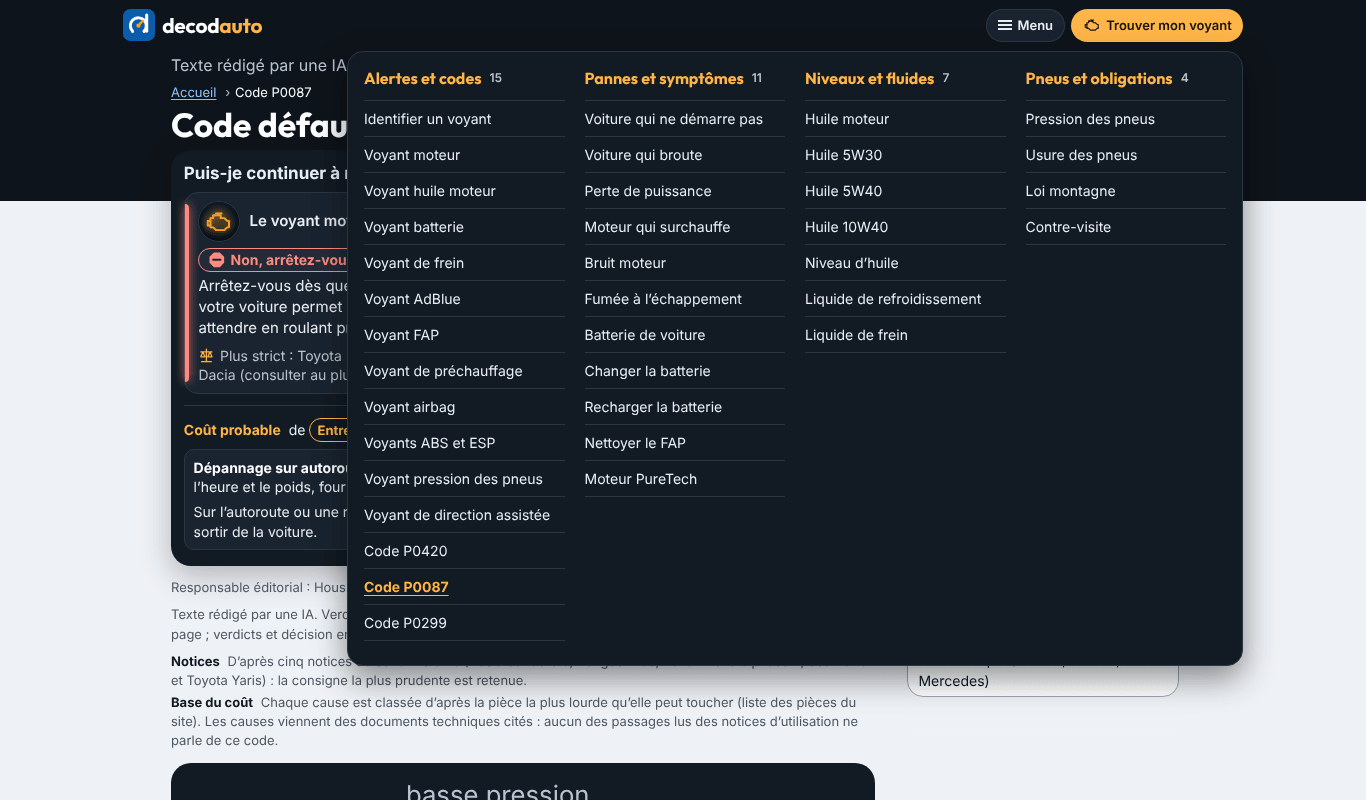 decodauto
Menu
Trouver mon voyant
Texte rédigé par une IA
Accueil › Code P0087
Code défau
Puis-je continuer à
Le voyant mo
Non, arrêtez-vou
Arrêtez-vous dès que
votre voiture permet
attendre en roulant
Plus strict : Toyota
Dacia (consulter au
Coût probable de Entre
Dépannage sur autorou
l’heure et le poids, four
Sur l’autoroute ou une
sortir de la voiture.
Responsable éditorial : Hous
Texte rédigé par une IA. Verd
page ; verdicts et décision en
Notices D’après cinq notices
et Toyota Yaris) : la consigne la plus prudente est retenue.
Base du coût Chaque cause est classée d’après la pièce la plus lourde qu’elle peut toucher (liste des pièces du
site). Les causes viennent des documents techniques cités : aucun des passages lus des notices d’utilisation ne
parle de ce code.
basse pression
Alertes et codes 15
Identifier un voyant
Voyant moteur
Voyant huile moteur
Voyant batterie
Voyant de frein
Voyant AdBlue
Voyant FAP
Voyant de préchauffage
Voyant airbag
Voyants ABS et ESP
Voyant pression des pneus
Voyant de direction assistée
Code P0420
Code P0087
Code P0299
Pannes et symptômes 11
Voiture qui ne démarre pas
Voiture qui broute
Perte de puissance
Moteur qui surchauffe
Bruit moteur
Fumée à l’échappement
Batterie de voiture
Changer la batterie
Recharger la batterie
Nettoyer le FAP
Moteur PureTech
Niveaux et fluides 7
Huile moteur
Huile 5W30
Huile 5W40
Huile 10W40
Niveau d’huile
Liquide de refroidissement
Liquide de frein
Pneus et obligations 4
Pression des pneus
Usure des pneus
Loi montagne
Contre-visite
Mercedes)